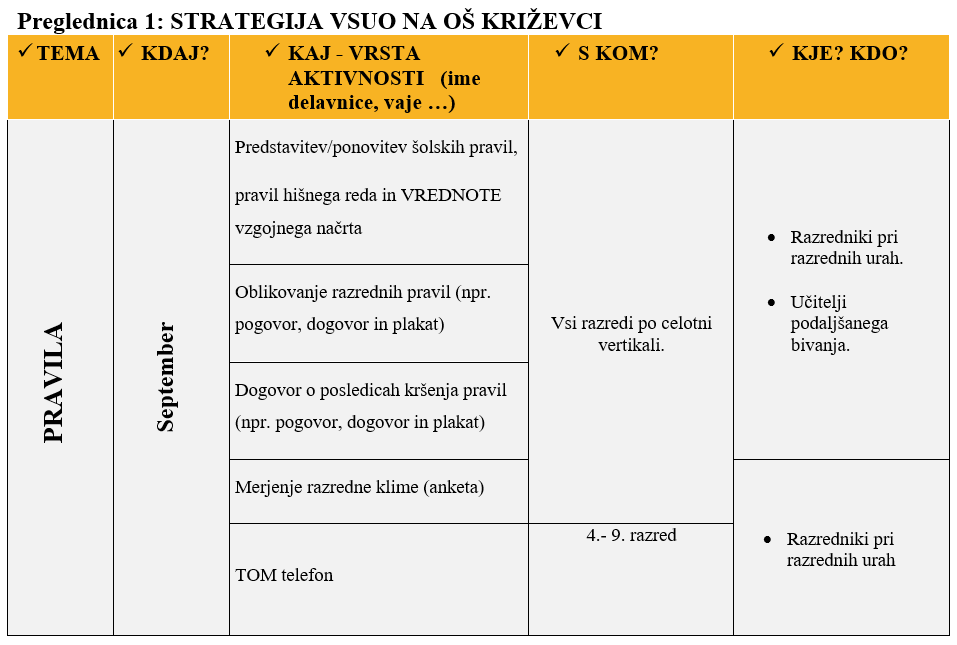 Preglednica 1: STRATEGIJA VSUO NA OŠ KRIŽEVCI
✓ TEMA
✓ KDAJ?
✓ KAJ - VRSTA
AKTIVNOSTI (ime
delavnice, vaje …)
✓ S KOM?
✓ KJE? KDO?
PRAVILA
September
Predstavitev/ponovitev šolskih pravil,
pravil hišnega reda in VREDNOTE
vzgojnega načrta
Oblikovanje razrednih pravil (npr.
pogovor, dogovor in plakat)
Dogovor o posledicah kršenja pravil
(npr. pogovor, dogovor in plakat)
Merjenje razredne klime (anketa)
TOM telefon
Vsi razredi po celotni
vertikali.
4.- 9. razred
• Razredniki pri
razrednih urah.
• Učitelji
podaljšanega
bivanja.
• Razredniki pri
razrednih urah